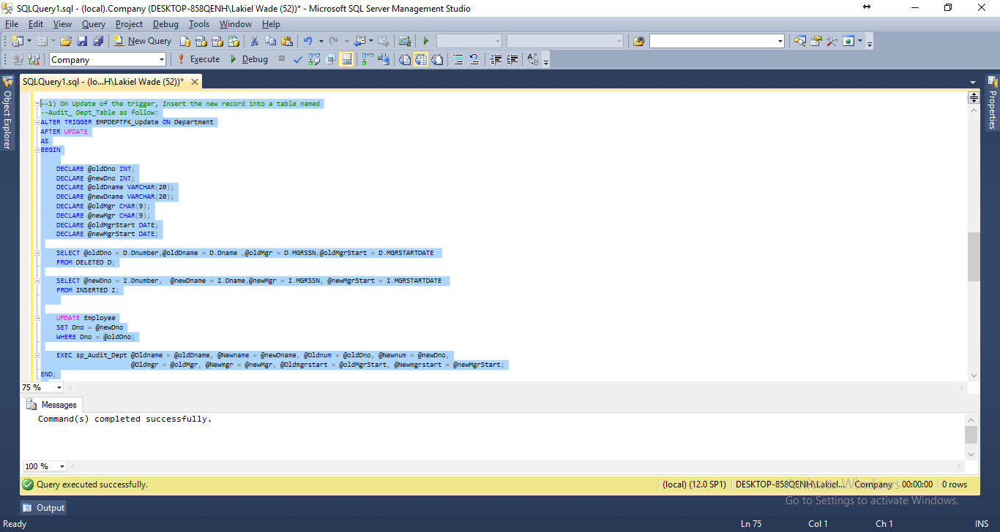 SQLQuery1.sql - (local).Company (DESKTOP-858QENH\Lakiel Wade (52))* - Microsoft SQL Server Management Studio
File Edit View Query Project Debug Tools Window Help
New Query
Company Execute Debug
SQLQuery1.sql - (lo...H\Lakiel Wade (52))*
Object Explorer
Properties
--1) On Update of the trigger, Insert the new record into a table named
--Audit_ Dept_Table as follow:
ALTER TRIGGER EMPDEPTFK_Update ON Department
AFTER UPDATE
AS
BEGIN
DECLARE @oldDno INT;
DECLARE @newDno INT;
DECLARE @oldDname VARCHAR(20);
DECLARE @newDname VARCHAR(20);
DECLARE @oldMgr CHAR(9);
DECLARE @newMgr CHAR(9);
DECLARE @oldMgrStart DATE;
DECLARE @newMgrStart DATE;
SELECT @oldDno = D.Dnumber,@oldDname = D.Dname ,@oldMgr = D.MGRSSN,@oldMgrStart = D.MGRSTARTDATE
FROM DELETED D;
SELECT @newDno = I.Dnumber, @newDname = I.Dname,@newMgr = I.MGRSSN, @newMgrStart = I.MGRSTARTDATE
FROM INSERTED I;
UPDATE Employee
SET Dno = @newDno
WHERE Dno = @oldDno;
EXEC sp_Audit_Dept @Oldname = @oldDname, @Newname = @newDname, @Oldnum = @oldDno, @Newnum = @newDno,
@Oldmgr = @oldMgr, @Newmgr = @newMgr, @Oldmgrstart = @oldMgrStart, @Newmgrstart = @newMgrStart;
END;
75 %
Messages
Command(s) completed successfully.
100 %
Query executed successfully. (local) (12.0 SP1) DESKTOP-858QENH\Lakiel... Company 00:00:00 0 rows
Activate Windows
Go to Settings to activate Windows.
Output
Ready Ln 75 Col 1 Ch 1 INS